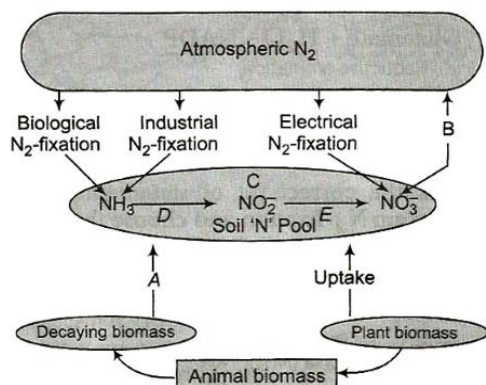 Atmospheric N₂
Biological
N₂-fixation
Industrial
N₂-fixation
Electrical
N₂-fixation
B
C
NH₃
NO₂⁻
NO₃⁻
D
E
Soil 'N' Pool
A
Uptake
Decaying biomass
Plant biomass
Animal biomass